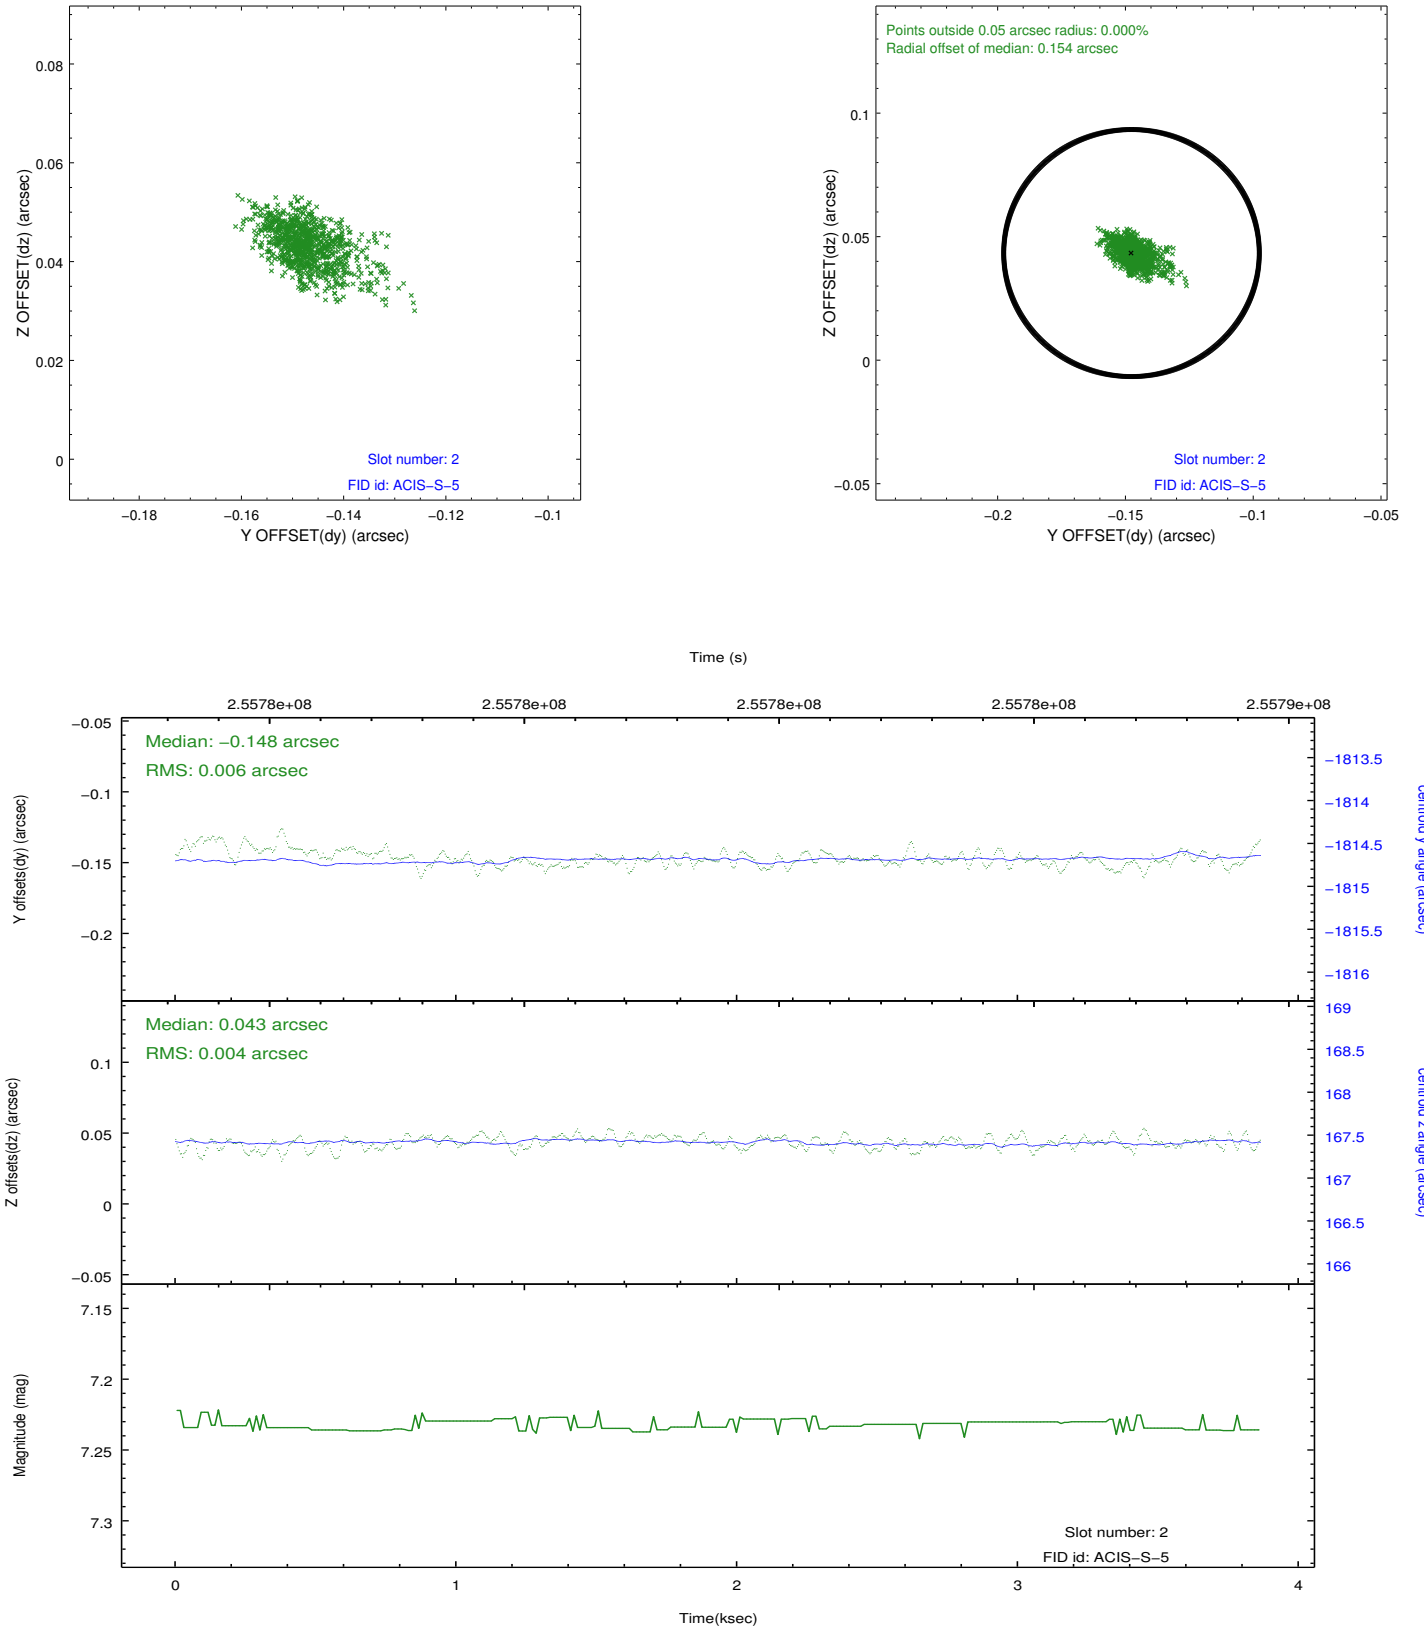 Points outside 0.05 arcsec radius: 0.000%
Radial offset of median: 0.154 arcsec
0.08
0.06
0.04
0.02
0
Z OFFSET(dz) (arcsec)
Slot number: 2
FID id: ACIS−S−5
−0.18 −0.16 −0.14 −0.12 −0.1
Y OFFSET(dy) (arcsec)
0.1
0.05
0
−0.05
Z OFFSET(dz) (arcsec)
Slot number: 2
FID id: ACIS−S−5
−0.2 −0.15 −0.1 −0.05
Y OFFSET(dy) (arcsec)
Time (s)
2.5578e+08 2.5578e+08 2.5578e+08 2.5578e+08 2.5579e+08
Median: −0.148 arcsec
RMS: 0.006 arcsec
−0.05
−0.1
−0.15
−0.2
Y offsets(dy) (arcsec)
−1813.5
−1814
−1814.5
−1815
−1815.5
−1816
centroid y angle (arcsec)
Median: 0.043 arcsec
RMS: 0.004 arcsec
0.1
0.05
0
−0.05
Z offsets(dz) (arcsec)
169
168.5
168
167.5
167
166.5
166
centroid z angle (arcsec)
7.15
7.2
7.25
7.3
Magnitude (mag)
Slot number: 2
FID id: ACIS−S−5
0 1 2 3 4
Time(ksec)